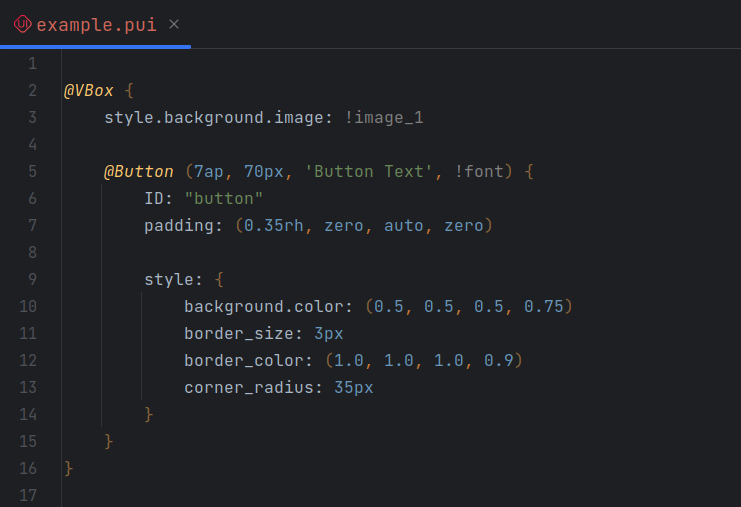 UI example.pui ×
1
2 @VBox {
3 style.background.image: !image_1
4
5 @Button (7ap, 70px, 'Button Text', !font) {
6 ID: "button"
7 padding: (0.35rh, zero, auto, zero)
8
9 style: {
10 background.color: (0.5, 0.5, 0.5, 0.75)
11 border_size: 3px
12 border_color: (1.0, 1.0, 1.0, 0.9)
13 corner_radius: 35px
14 }
15 }
16 }
17